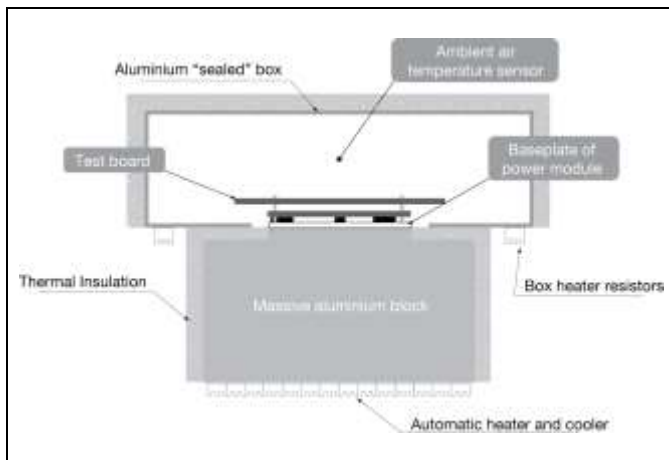 Ambient air
temperature sensor
Aluminium "sealed" box
Test board
Baseplate of
power module
Thermal Insulation
Massive aluminium block
Box heater resistors
Automatic heater and cooler